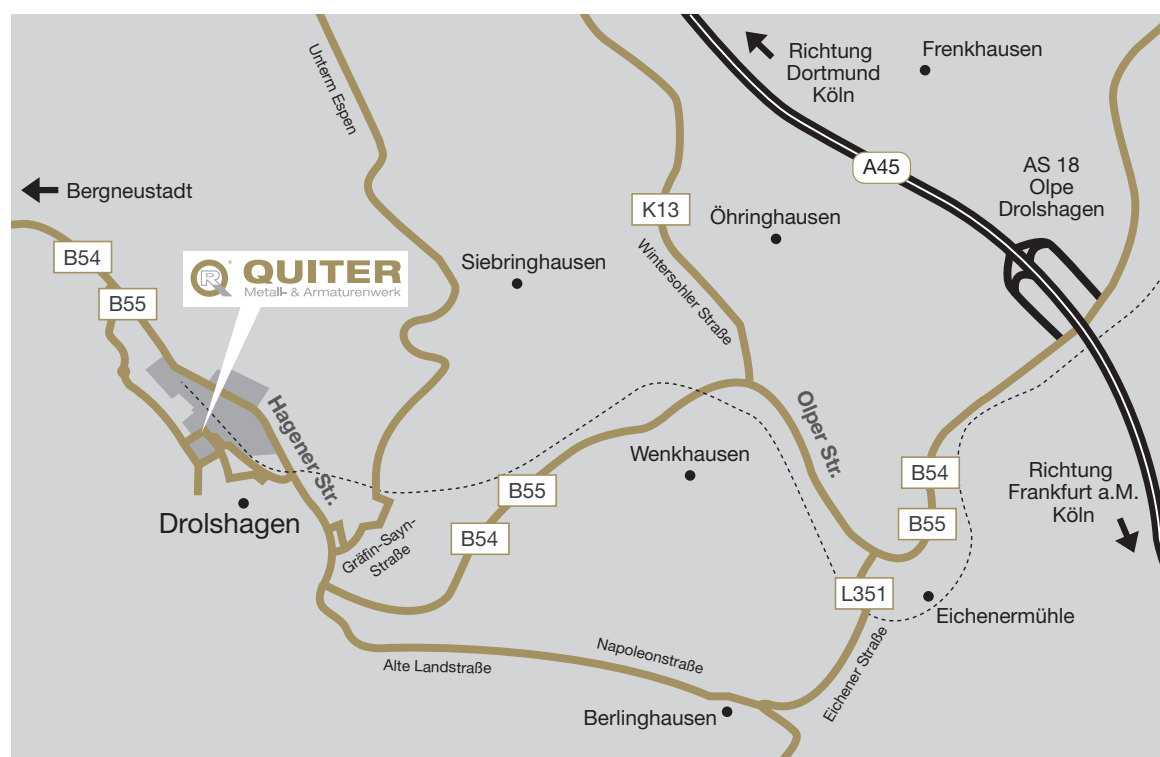 Richtung
Dortmund
Köln
Frenkhausen
Unterm Espen
A45
AS 18
Olpe
Drolshagen
Bergneustadt
K13
Öhringhausen
B54
QR® QUITER
Metall- & Armaturenwerk
Siebringhausen
B55
Wintersohler Straße
Hagener Str.
Olper Str.
Wenkhausen
B54
Richtung
Frankfurt a.M.
Köln
B55
B55
Drolshagen
B54
Gräfin-Sayn-
Straße
L351
Eichenermühle
Napoleonstraße
Alte Landstraße
Eichener Straße
Berlinghausen